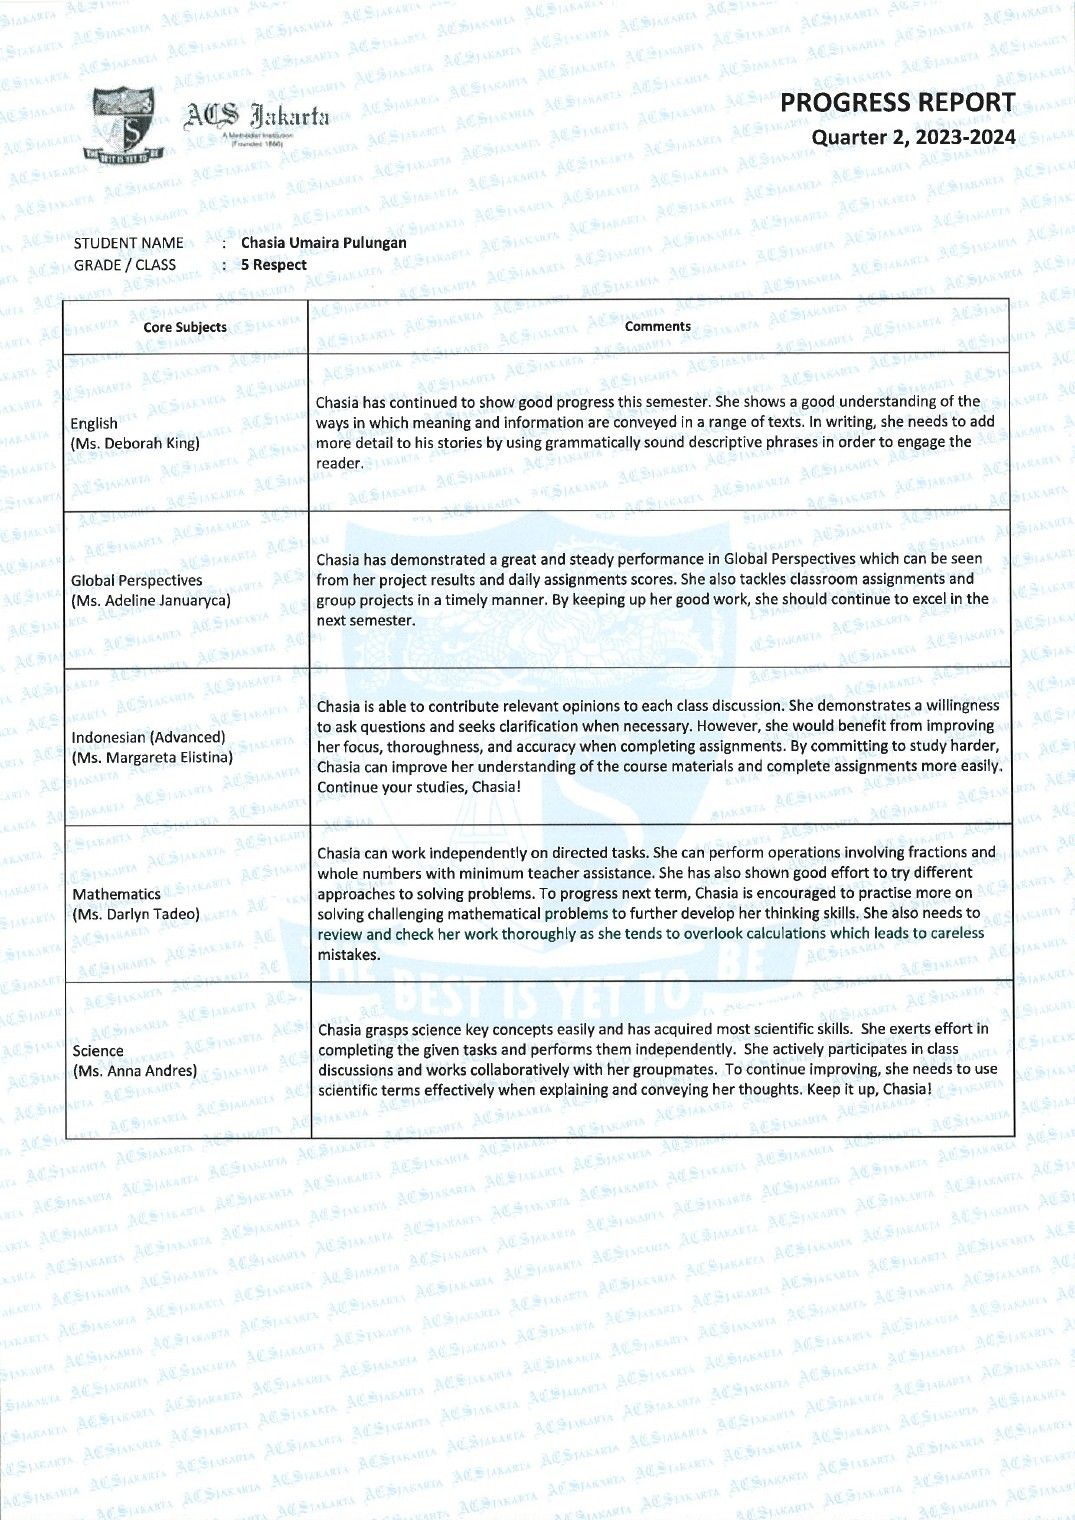 ACS Jakarta
A Methodist Institution
(Founded 1886)
THE BEST IS YET TO BE
PROGRESS REPORT
Quarter 2, 2023-2024
STUDENT NAME : Chasia Umaira Pulungan
GRADE / CLASS : 5 Respect
Core Subjects
Comments
English
(Ms. Deborah King)
Chasia has continued to show good progress this semester. She shows a good understanding of the
ways in which meaning and information are conveyed in a range of texts. In writing, she needs to add
more detail to his stories by using grammatically sound descriptive phrases in order to engage the
reader.
Global Perspectives
(Ms. Adeline Januaryca)
Chasia has demonstrated a great and steady performance in Global Perspectives which can be seen
from her project results and daily assignments scores. She also tackles classroom assignments and
group projects in a timely manner. By keeping up her good work, she should continue to excel in the
next semester.
Indonesian (Advanced)
(Ms. Margareta Elistina)
Chasia is able to contribute relevant opinions to each class discussion. She demonstrates a willingness
to ask questions and seeks clarification when necessary. However, she would benefit from improving
her focus, thoroughness, and accuracy when completing assignments. By committing to study harder,
Chasia can improve her understanding of the course materials and complete assignments more easily.
Continue your studies, Chasia!
Mathematics
(Ms. Darlyn Tadeo)
Chasia can work independently on directed tasks. She can perform operations involving fractions and
whole numbers with minimum teacher assistance. She has also shown good effort to try different
approaches to solving problems. To progress next term, Chasia is encouraged to practise more on
solving challenging mathematical problems to further develop her thinking skills. She also needs to
review and check her work thoroughly as she tends to overlook calculations which leads to careless
mistakes.
Science
(Ms. Anna Andres)
Chasia grasps science key concepts easily and has acquired most scientific skills. She exerts effort in
completing the given tasks and performs them independently. She actively participates in class
discussions and works collaboratively with her groupmates. To continue improving, she needs to use
scientific terms effectively when explaining and conveying her thoughts. Keep it up, Chasia!
THE BEST IS YET TO BE